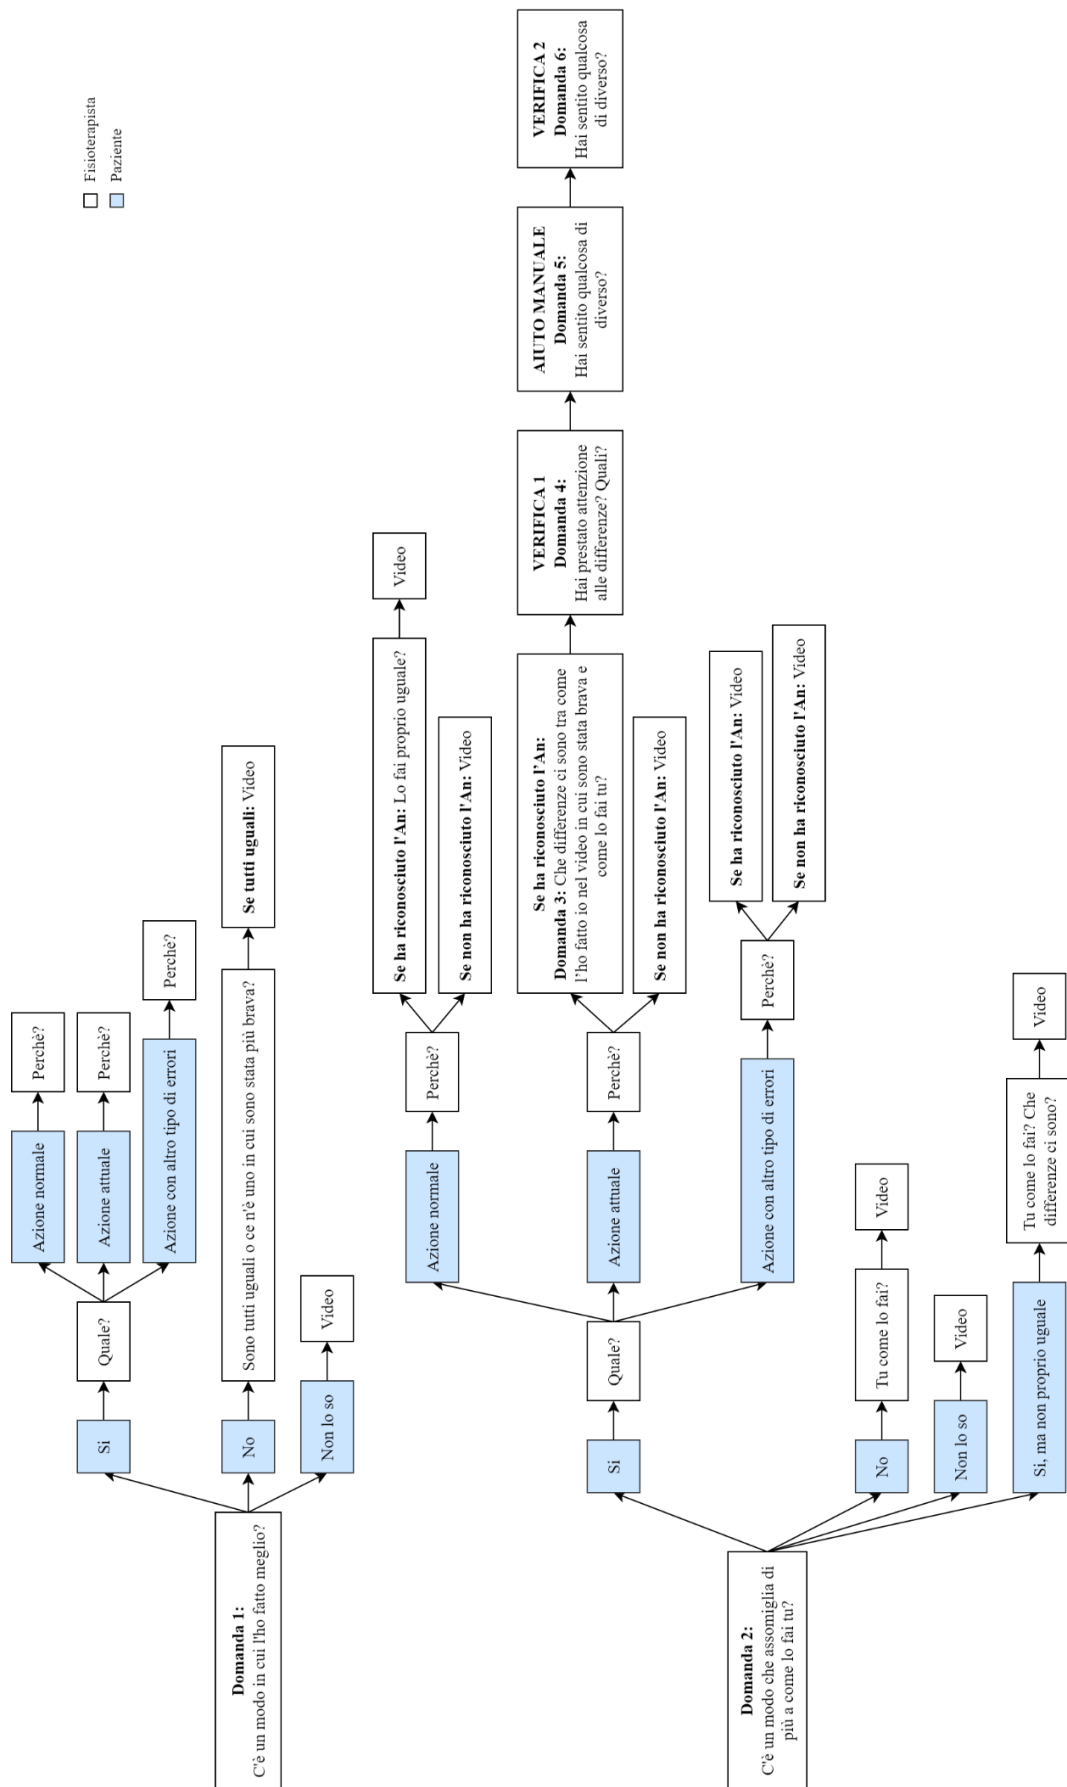 Fisioterapista
Paziente
Domanda 1:
C'è un modo in cui l'ho fatto meglio?
Si
Quale?
Azione normale
Perchè?
Azione attuale
Perchè?
Azione con altro tipo di errori
Perchè?
No
Sono tutti uguali o ce n'è uno in cui sono stata più brava?
Se tutti uguali: Video
Non lo so
Video
Domanda 2:
C'è un modo che assomiglia di
più a come lo fai tu?
Si
Quale?
Azione normale
Perchè?
Se ha riconosciuto l'An: Lo fai proprio uguale?
Video
Se non ha riconosciuto l'An: Video
Azione attuale
Perchè?
Se ha riconosciuto l'An:
Domanda 3: Che differenze ci sono tra come
l'ho fatto io nel video in cui sono stata brava e
come lo fai tu?
VERIFICA 1
Domanda 4:
Hai prestato attenzione
alle differenze? Quali?
AIUTO MANUALE
Domanda 5:
Hai sentito qualcosa di
diverso?
VERIFICA 2
Domanda 6:
Hai sentito qualcosa
di diverso?
Se non ha riconosciuto l'An: Video
Azione con altro tipo di errori
Perchè?
Se ha riconosciuto l'An: Video
Se non ha riconosciuto l'An: Video
No
Tu come lo fai?
Video
Non lo so
Video
Si, ma non proprio uguale
Tu come lo fai? Che
differenze ci sono?
Video